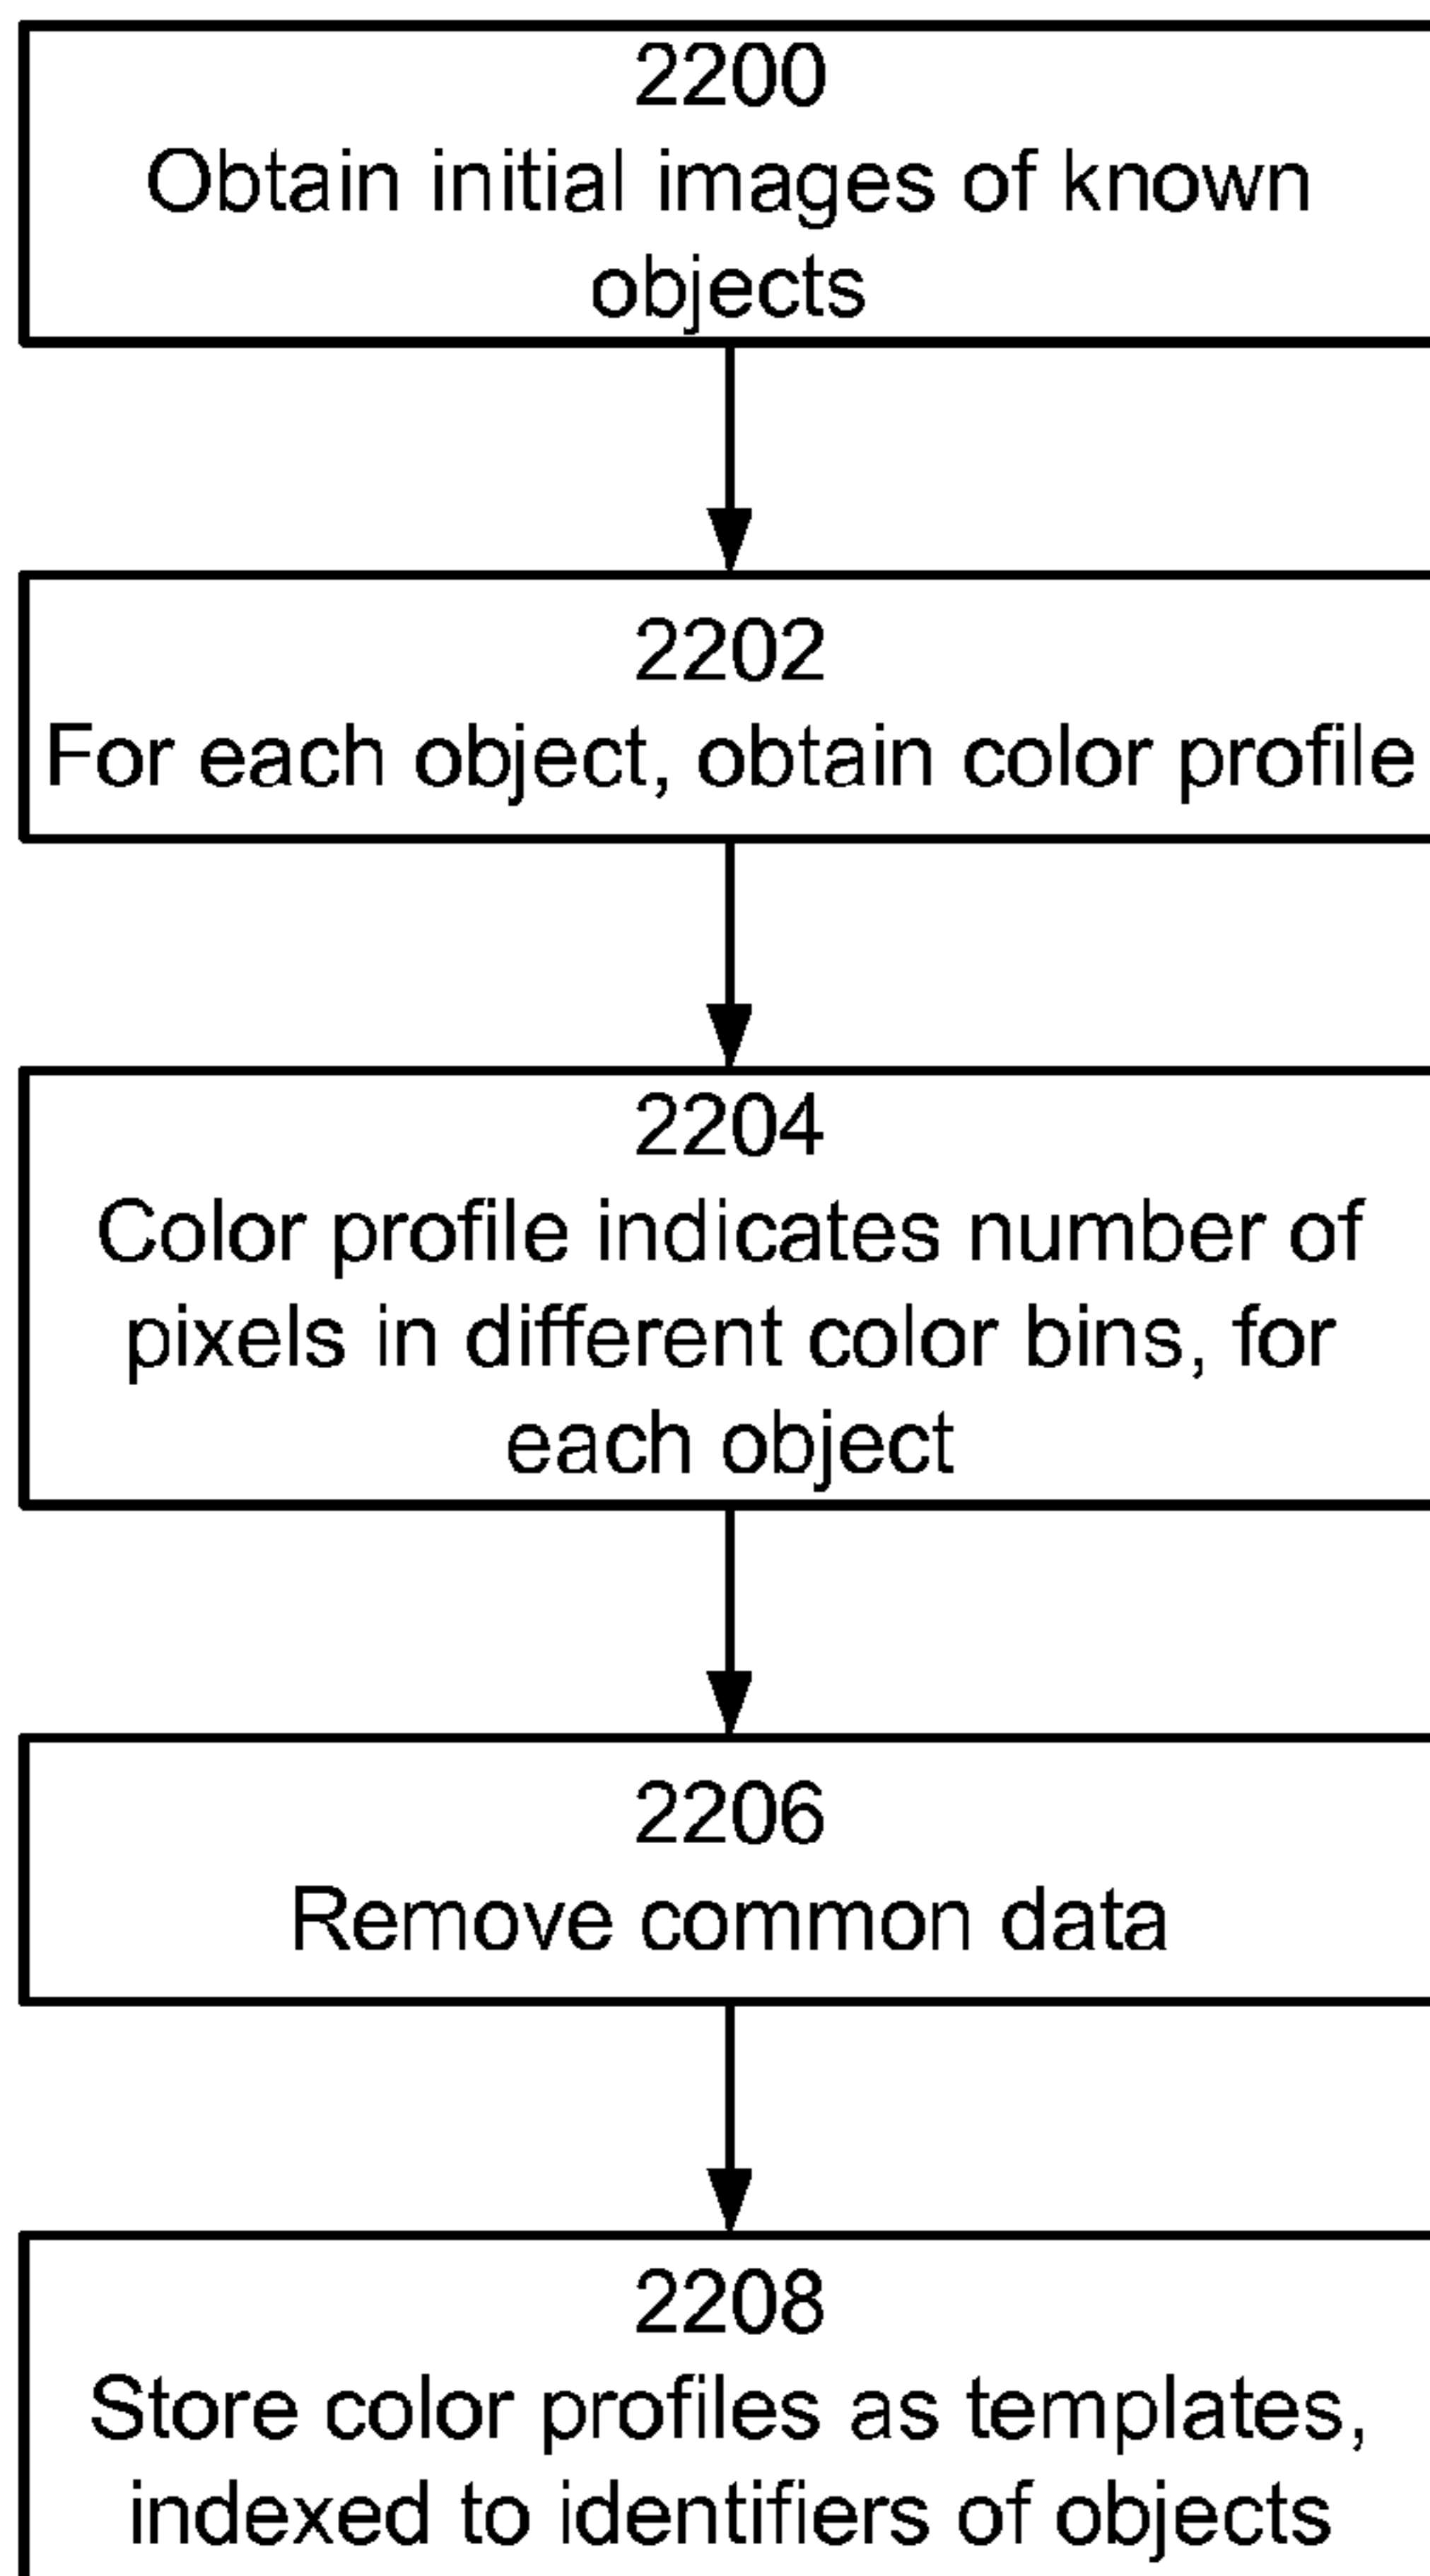 2200
Obtain initial images of known
objects
2202
For each object, obtain color profile
2204
Color profile indicates number of
pixels in different color bins, for
each object
2206
Remove common data
2208
Store color profiles as templates,
indexed to identifiers of objects